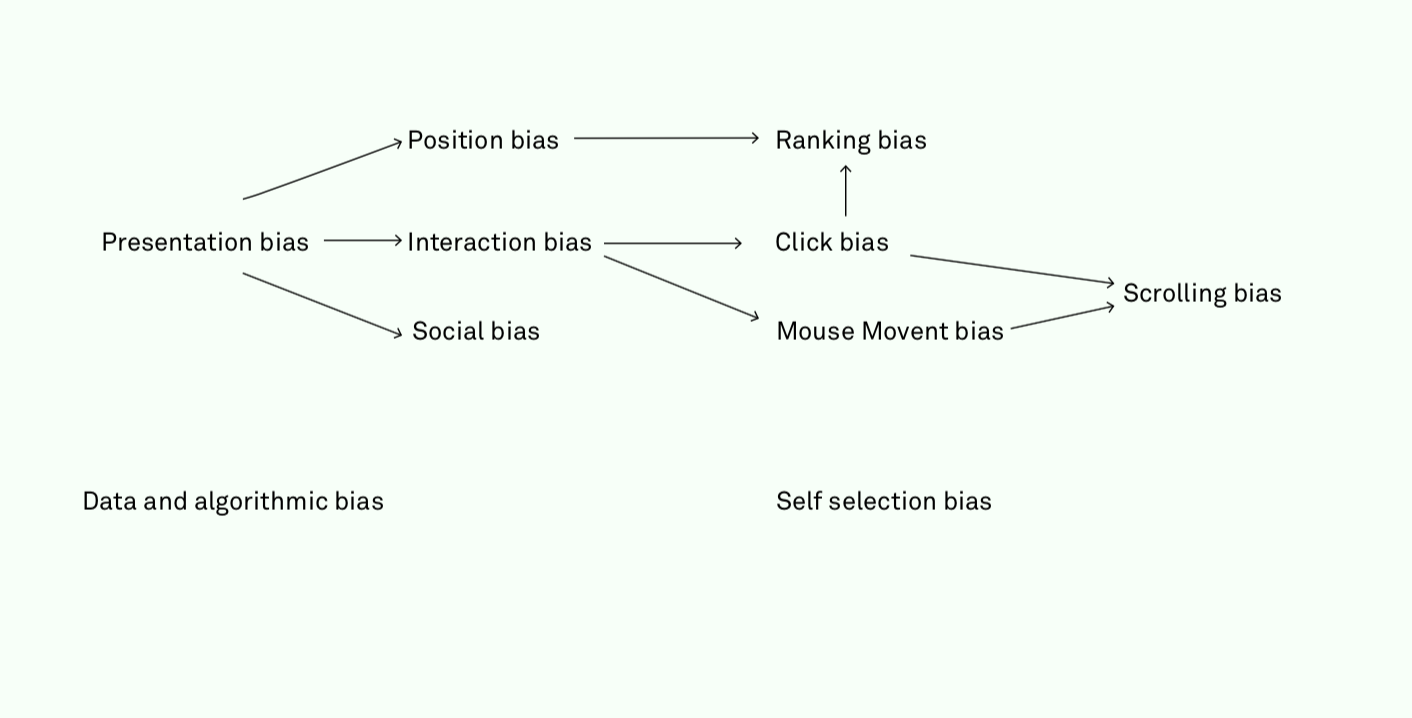 Position bias
Ranking bias
Presentation bias
Interaction bias
Click bias
Scrolling bias
Social bias
Mouse Movent bias
Data and algorithmic bias
Self selection bias